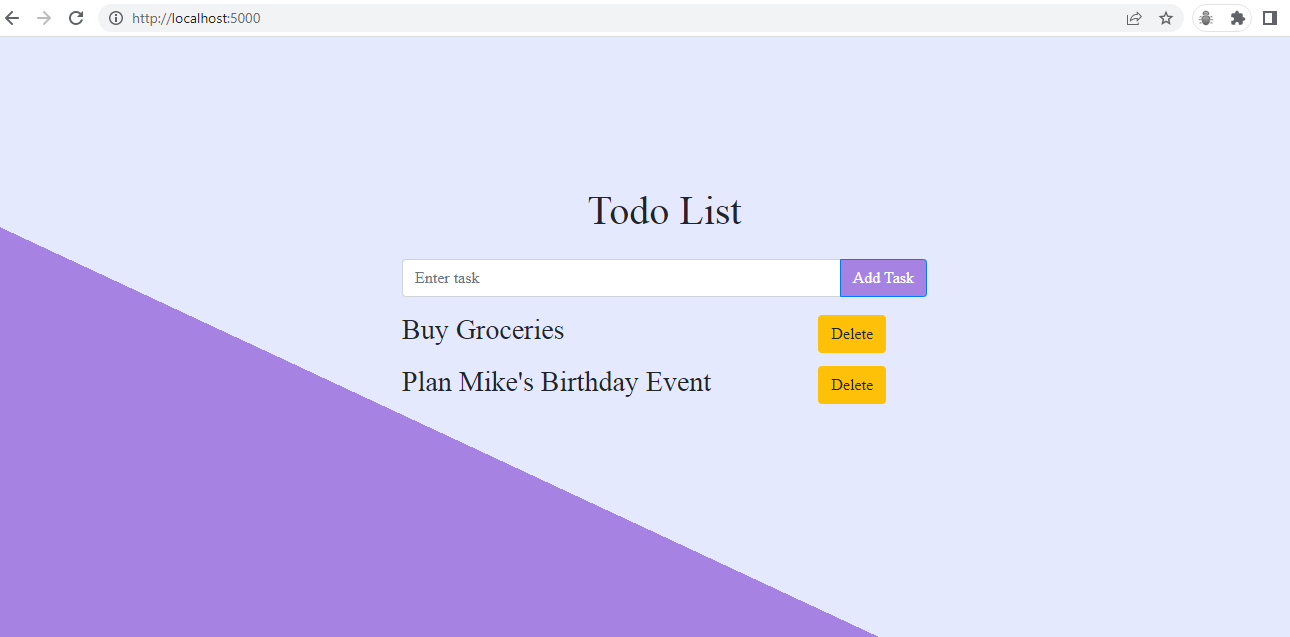 http://localhost:5000
Todo List
Enter task
Add Task
Buy Groceries
Delete
Plan Mike's Birthday Event
Delete